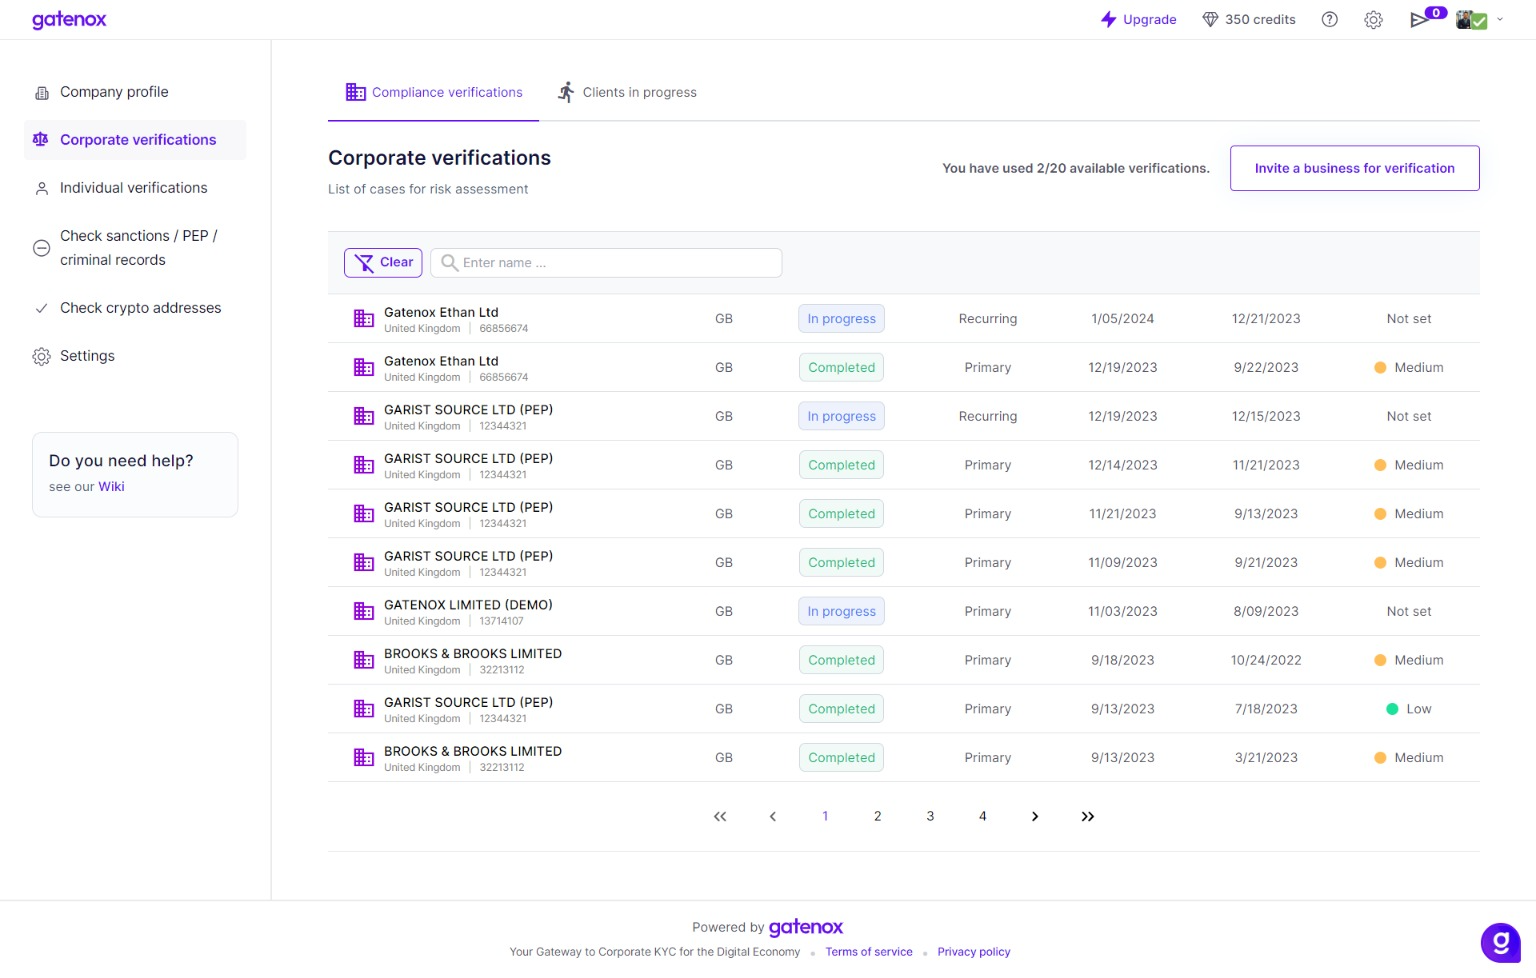 gatenox
Upgrade
350 credits
0
Company profile
Corporate verifications
Individual verifications
Check sanctions / PEP /
criminal records
Check crypto addresses
Settings
Do you need help?
see our Wiki
Compliance verifications
Clients in progress
Corporate verifications
List of cases for risk assessment
You have used 2/20 available verifications.
Invite a business for verification
Clear
Enter name ...
Gatenox Ethan Ltd
United Kingdom | 66856674
GB In progress Recurring 1/05/2024 12/21/2023 Not set
Gatenox Ethan Ltd
United Kingdom | 66856674
GB Completed Primary 12/19/2023 9/22/2023 Medium
GARIST SOURCE LTD (PEP)
United Kingdom | 12344321
GB In progress Recurring 12/19/2023 12/15/2023 Not set
GARIST SOURCE LTD (PEP)
United Kingdom | 12344321
GB Completed Primary 12/14/2023 11/21/2023 Medium
GARIST SOURCE LTD (PEP)
United Kingdom | 12344321
GB Completed Primary 11/21/2023 9/13/2023 Medium
GARIST SOURCE LTD (PEP)
United Kingdom | 12344321
GB Completed Primary 11/09/2023 9/21/2023 Medium
GATENOX LIMITED (DEMO)
United Kingdom | 13714107
GB In progress Primary 11/03/2023 8/09/2023 Not set
BROOKS & BROOKS LIMITED
United Kingdom | 32213112
GB Completed Primary 9/18/2023 10/24/2022 Medium
GARIST SOURCE LTD (PEP)
United Kingdom | 12344321
GB Completed Primary 9/13/2023 7/18/2023 Low
BROOKS & BROOKS LIMITED
United Kingdom | 32213112
GB Completed Primary 9/13/2023 3/21/2023 Medium
1 2 3 4
Powered by gatenox
Your Gateway to Corporate KYC for the Digital Economy • Terms of service • Privacy policy
g